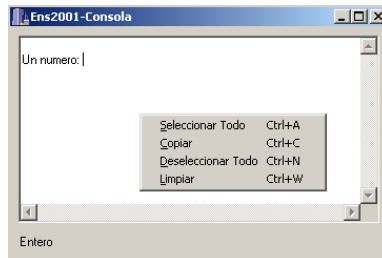 Ens2001-Consola
Un numero:
Seleccionar Todo Ctrl+A
Copiar Ctrl+C
Deseleccionar Todo Ctrl+N
Limpiar Ctrl+W
Entero